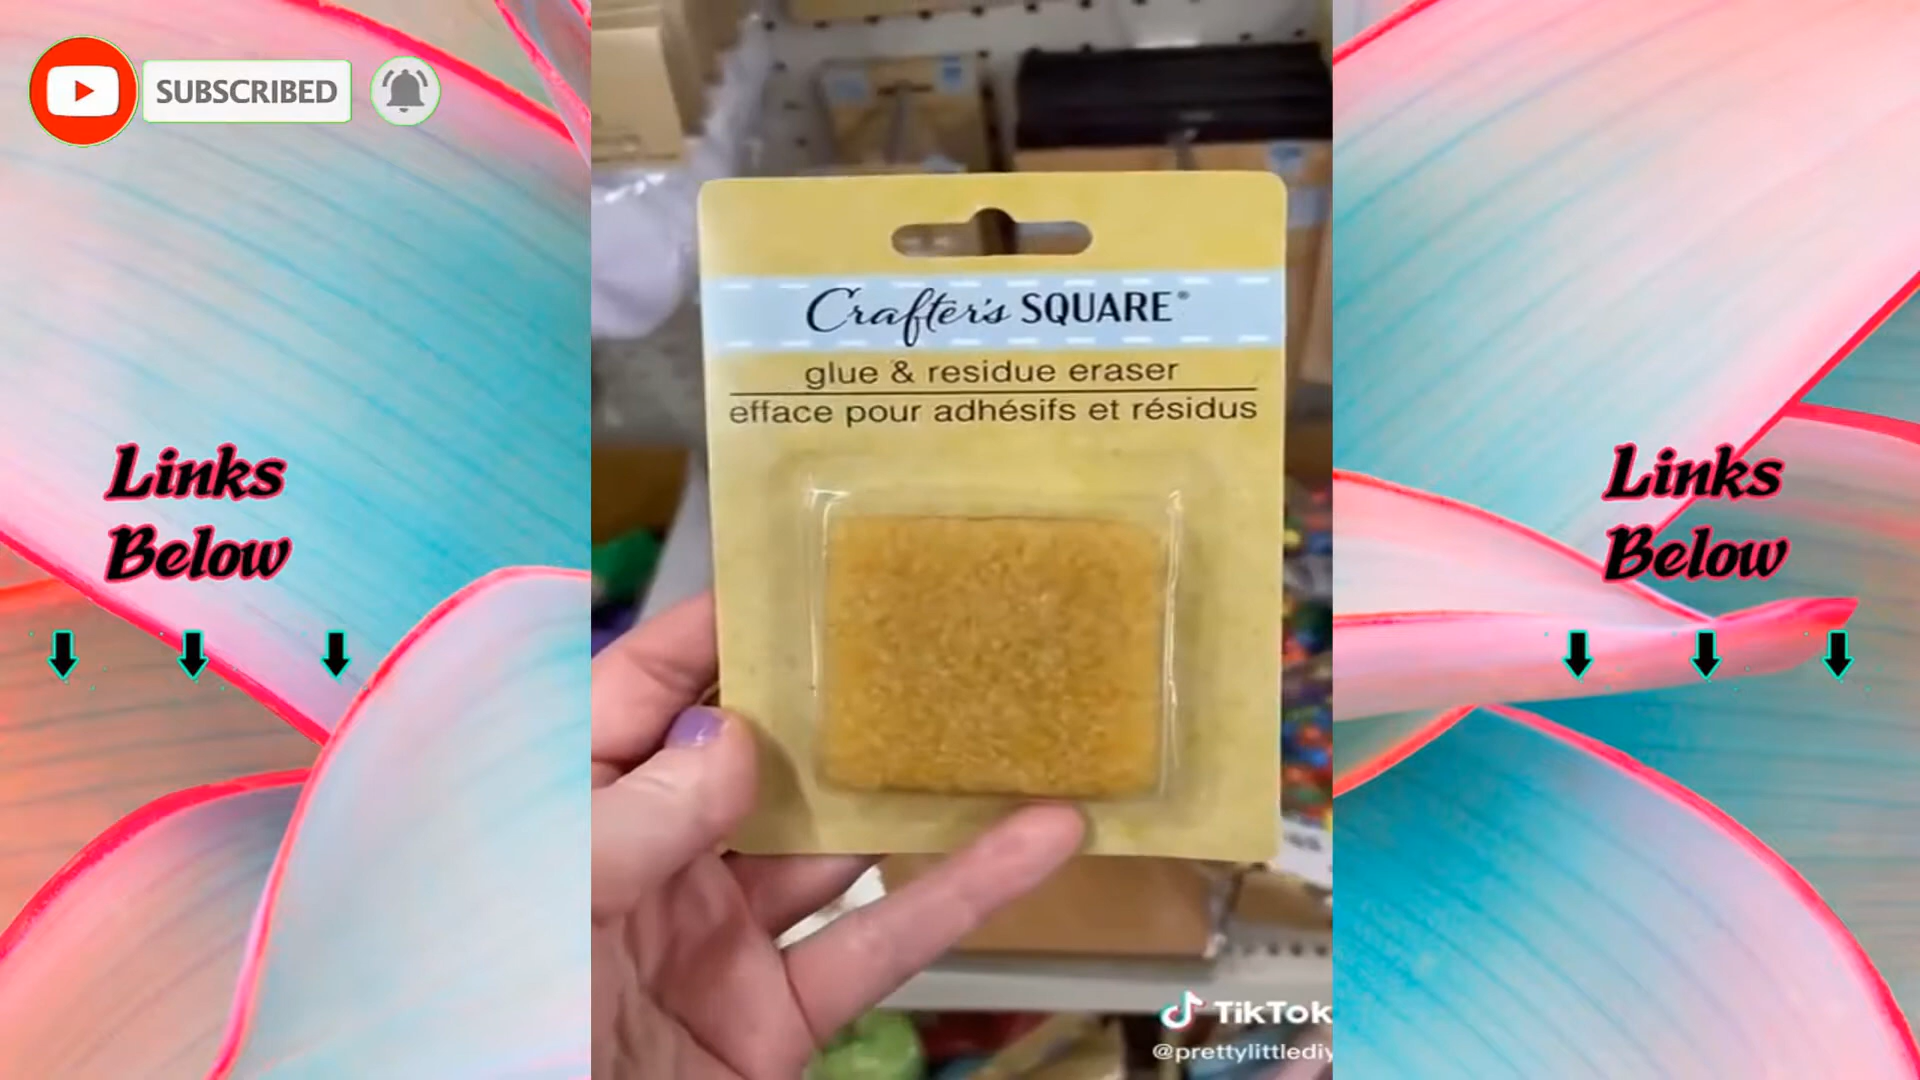 SUBSCRIBED
Crafter's SQUARE®
glue & residue eraser
efface pour adhésifs et résidus
Links
Below
Links
Below
TikTok
@prettylittlediy